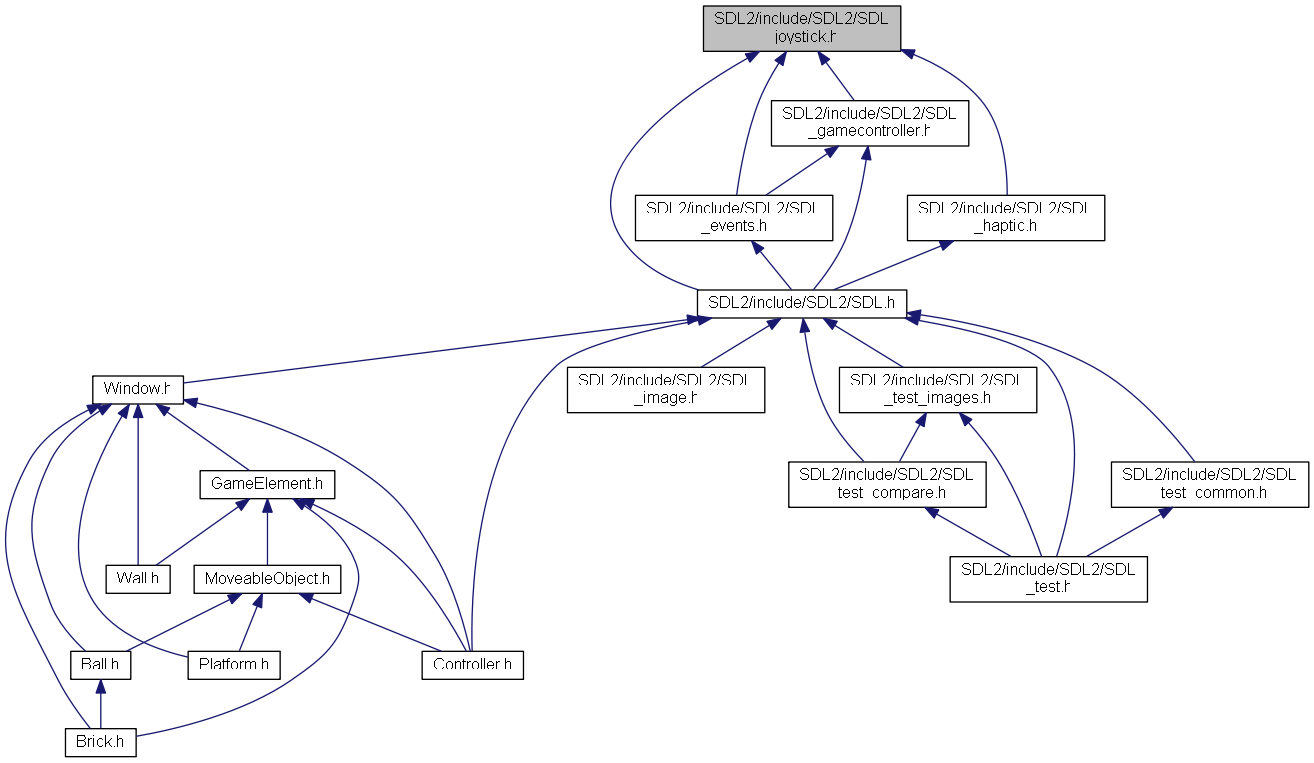 SDL2/include/SDL2/SDL
_joystick.h
SDL2/include/SDL2/SDL
_gamecontroller.h
SDL2/include/SDL2/SDL
_events.h
SDL2/include/SDL2/SDL
_haptic.h
SDL2/include/SDL2/SDL.h
Window.h
SDL2/include/SDL2/SDL
_image.h
SDL2/include/SDL2/SDL
_test_images.h
GameElement.h
SDL2/include/SDL2/SDL
_test_compare.h
SDL2/include/SDL2/SDL
_test_common.h
Wall.h
MoveableObject.h
SDL2/include/SDL2/SDL
_test.h
Ball.h
Platform.h
Controller.h
Brick.h